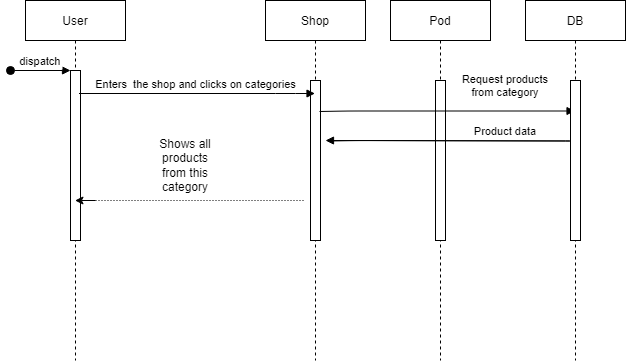 User
Shop
Pod
DB
dispatch
Enters the shop and clicks on categories
Request products
from category
Product data
Shows all
products
from this
category